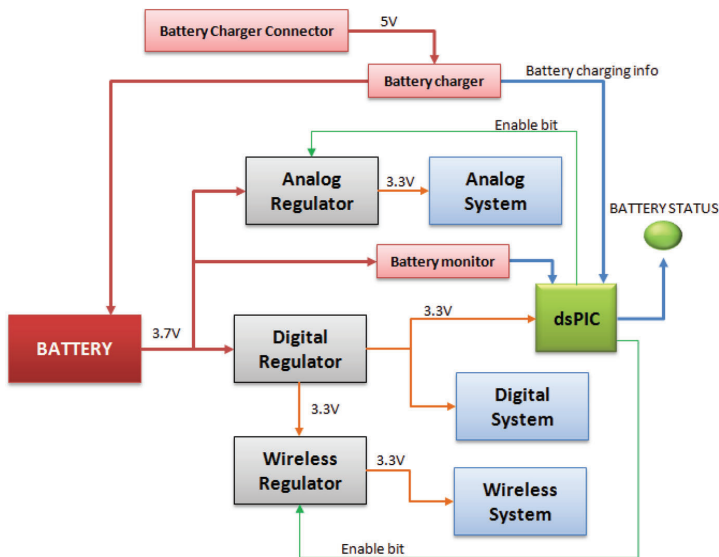 5V
Battery Charger Connector
Battery charger
Battery charging info
Enable bit
Analog
Regulator
3.3V
Analog
System
BATTERY STATUS
Battery monitor
dsPIC
3.7V
BATTERY
Digital
Regulator
3.3V
Digital
System
3.3V
Wireless
Regulator
3.3V
Wireless
System
Enable bit